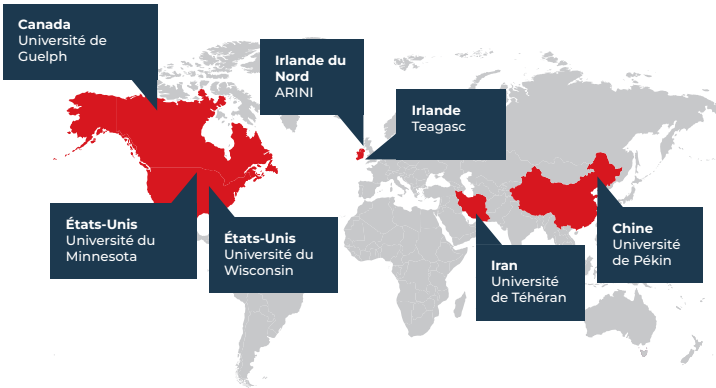 Canada
Université de
Guelph
Irlande du
Nord
ARINI
Irlande
Teagasc
États-Unis
Université du
Minnesota
États-Unis
Université du
Wisconsin
Iran
Université
de Téhéran
Chine
Université
de Pékin